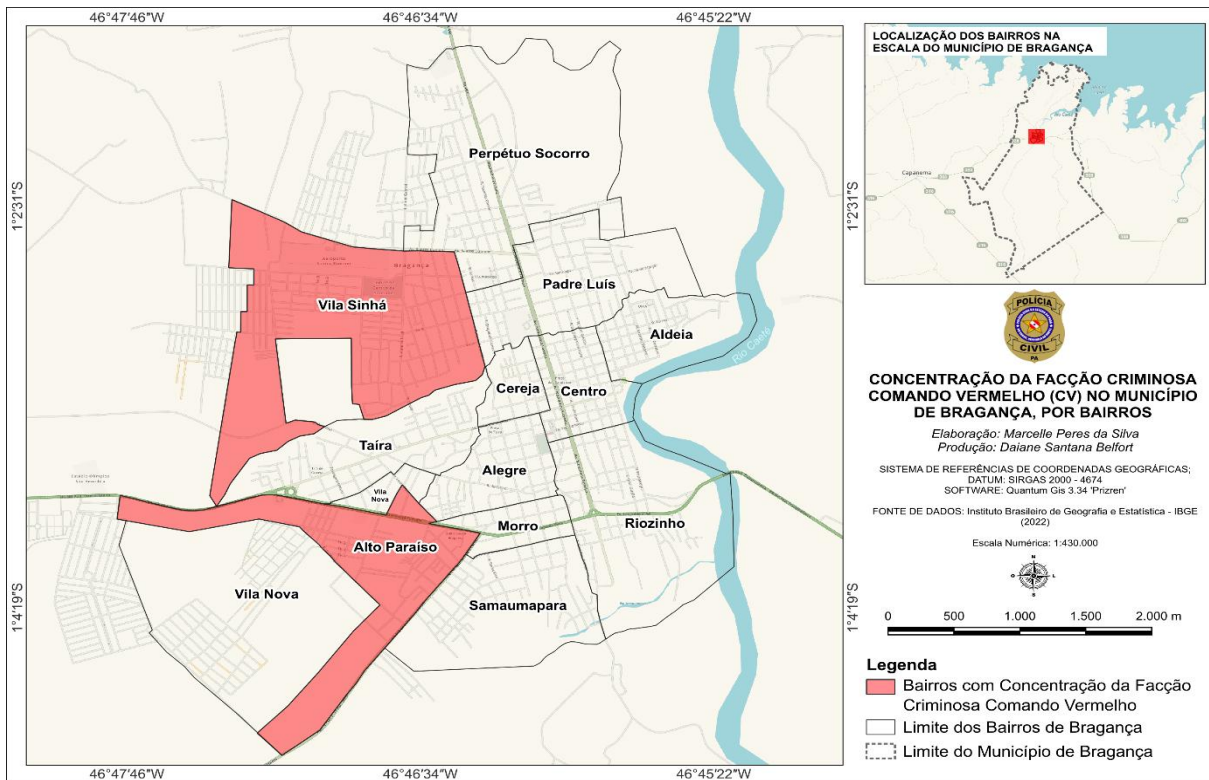 46°47'46"W
46°46'34"W
46°45'22"W
1°2'31"S
1°4'19"S
Perpétuo Socorro
Bragança
Vila Sinhá
Padre Luís
Aldeia
Rio Caeté
Cereja
Centro
Taíra
Alegre
Vila
Nova
Morro
Riozinho
Alto Paraíso
Vila Nova
Samaumapara
1°2'31"S
1°4'19"S
46°47'46"W
46°46'34"W
46°45'22"W
LOCALIZAÇÃO DOS BAIRROS NA
ESCALA DO MUNICÍPIO DE BRAGANÇA
Capanema
POLÍCIA
CIVIL
PA
CONCENTRAÇÃO DA FACÇÃO CRIMINOSA
COMANDO VERMELHO (CV) NO MUNICÍPIO
DE BRAGANÇA, POR BAIRROS
Elaboração: Marcelle Peres da Silva
Produção: Daiane Santana Belfort
SISTEMA DE REFERÊNCIAS DE COORDENADAS GEOGRÁFICAS;
DATUM: SIRGAS 2000 - 4674
SOFTWARE: Quantum Gis 3.34 'Prizren'
FONTE DE DADOS: Instituto Brasileiro de Geografia e Estatística - IBGE
(2022)
Escala Numérica: 1:430.000
N
O L
S
0 500 1.000 1.500 2.000 m
Legenda
Bairros com Concentração da Facção
Criminosa Comando Vermelho
Limite dos Bairros de Bragança
Limite do Município de Bragança